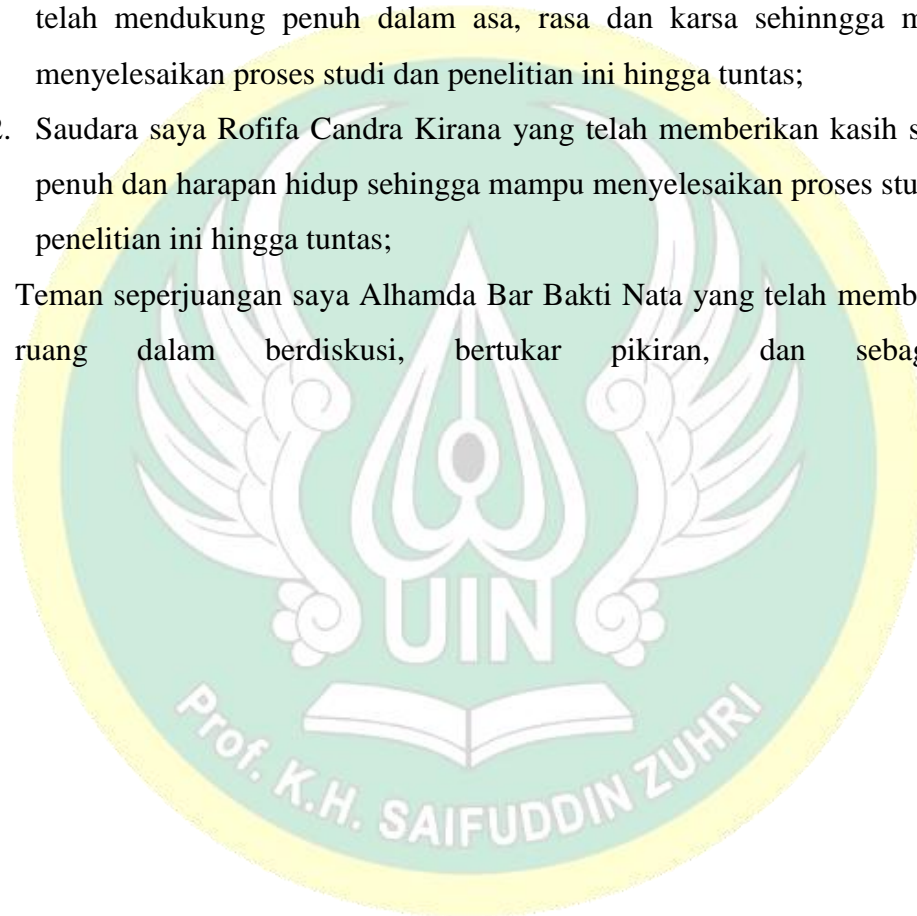 telah mendukung penuh dalam asa, rasa dan karsa sehinngga m
menyelesaikan proses studi dan penelitian ini hingga tuntas;
2. Saudara saya Rofifa Candra Kirana yang telah memberikan kasih s
penuh dan harapan hidup sehingga mampu menyelesaikan proses stu
penelitian ini hingga tuntas;
Teman seperjuangan saya Alhamda Bar Bakti Nata yang telah memb
ruang dalam berdiskusi, bertukar pikiran, dan sebag
UIN
Prof. K.H. SAIFUDDIN ZUHRI